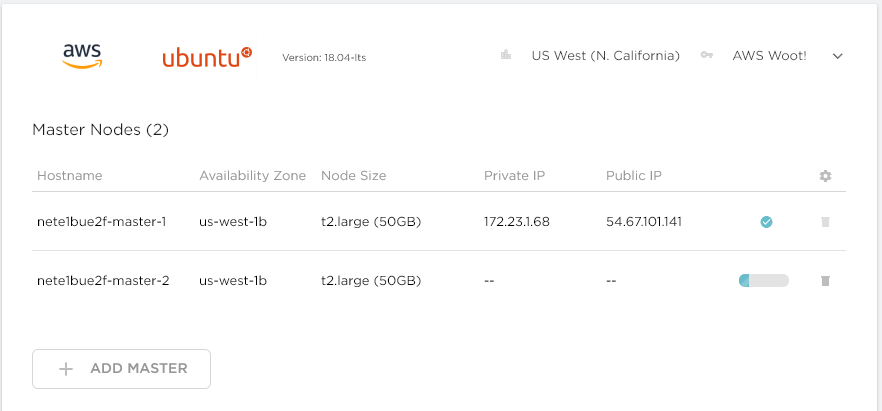 aws ubuntu Version: 18.04-lts US West (N. California) AWS Woot!
Master Nodes (2)
Hostname Availability Zone Node Size Private IP Public IP
nete1bue2f-master-1 us-west-1b t2.large (50GB) 172.23.1.68 54.67.101.141
nete1bue2f-master-2 us-west-1b t2.large (50GB) -- --
ADD MASTER